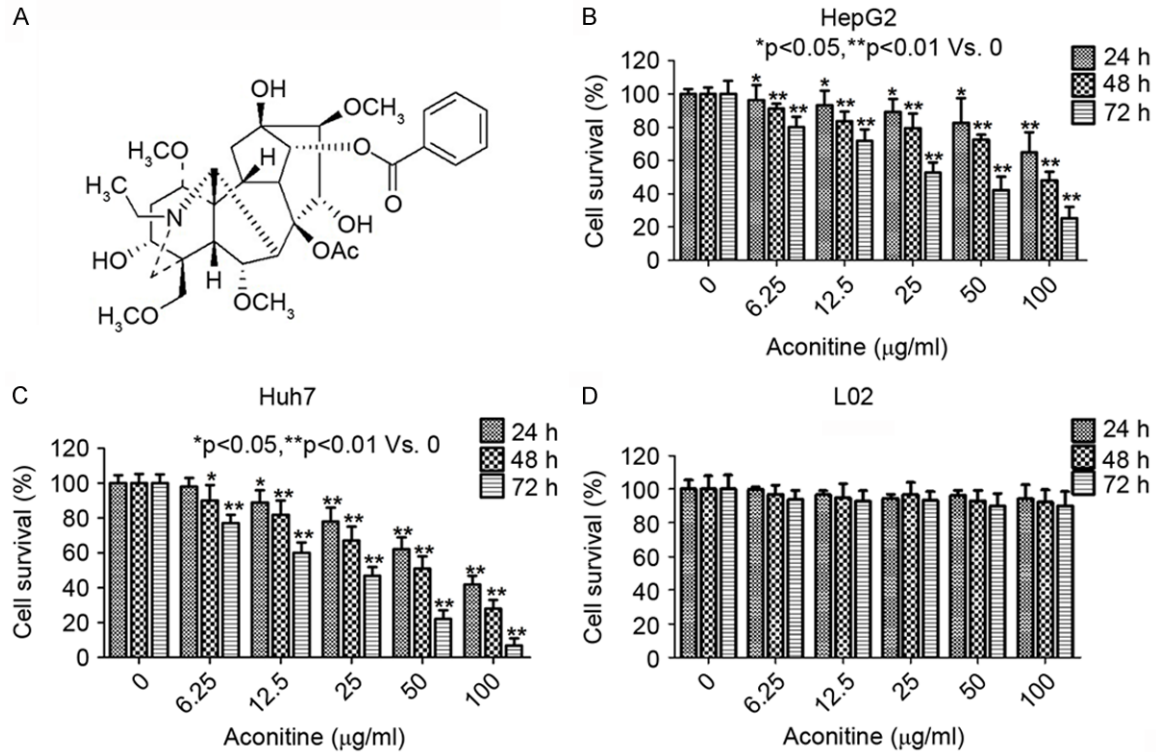 A
OH
OCH₃
H₃CO
H
O
H₃C
N
O
OH
HO
OAc
H
OCH₃
H₃CO
B
HepG2
*p<0.05,**p<0.01 Vs. 0
24 h
48 h
72 h
Cell survival (%)
120
100
80
60
40
20
0
* ** ** * ** ** * ** ** * ** ** ** ** **
0 6.25 12.5 25 50 100
Aconitine (μg/ml)
C
Huh7
*p<0.05,**p<0.01 Vs. 0
24 h
48 h
72 h
Cell survival (%)
120
100
80
60
40
20
0
* ** * ** ** ** ** ** ** ** ** ** ** **
0 6.25 12.5 25 50 100
Aconitine (μg/ml)
D
L02
24 h
48 h
72 h
Cell survival (%)
120
100
80
60
40
20
0
0 6.25 12.5 25 50 100
Aconitine (μg/ml)